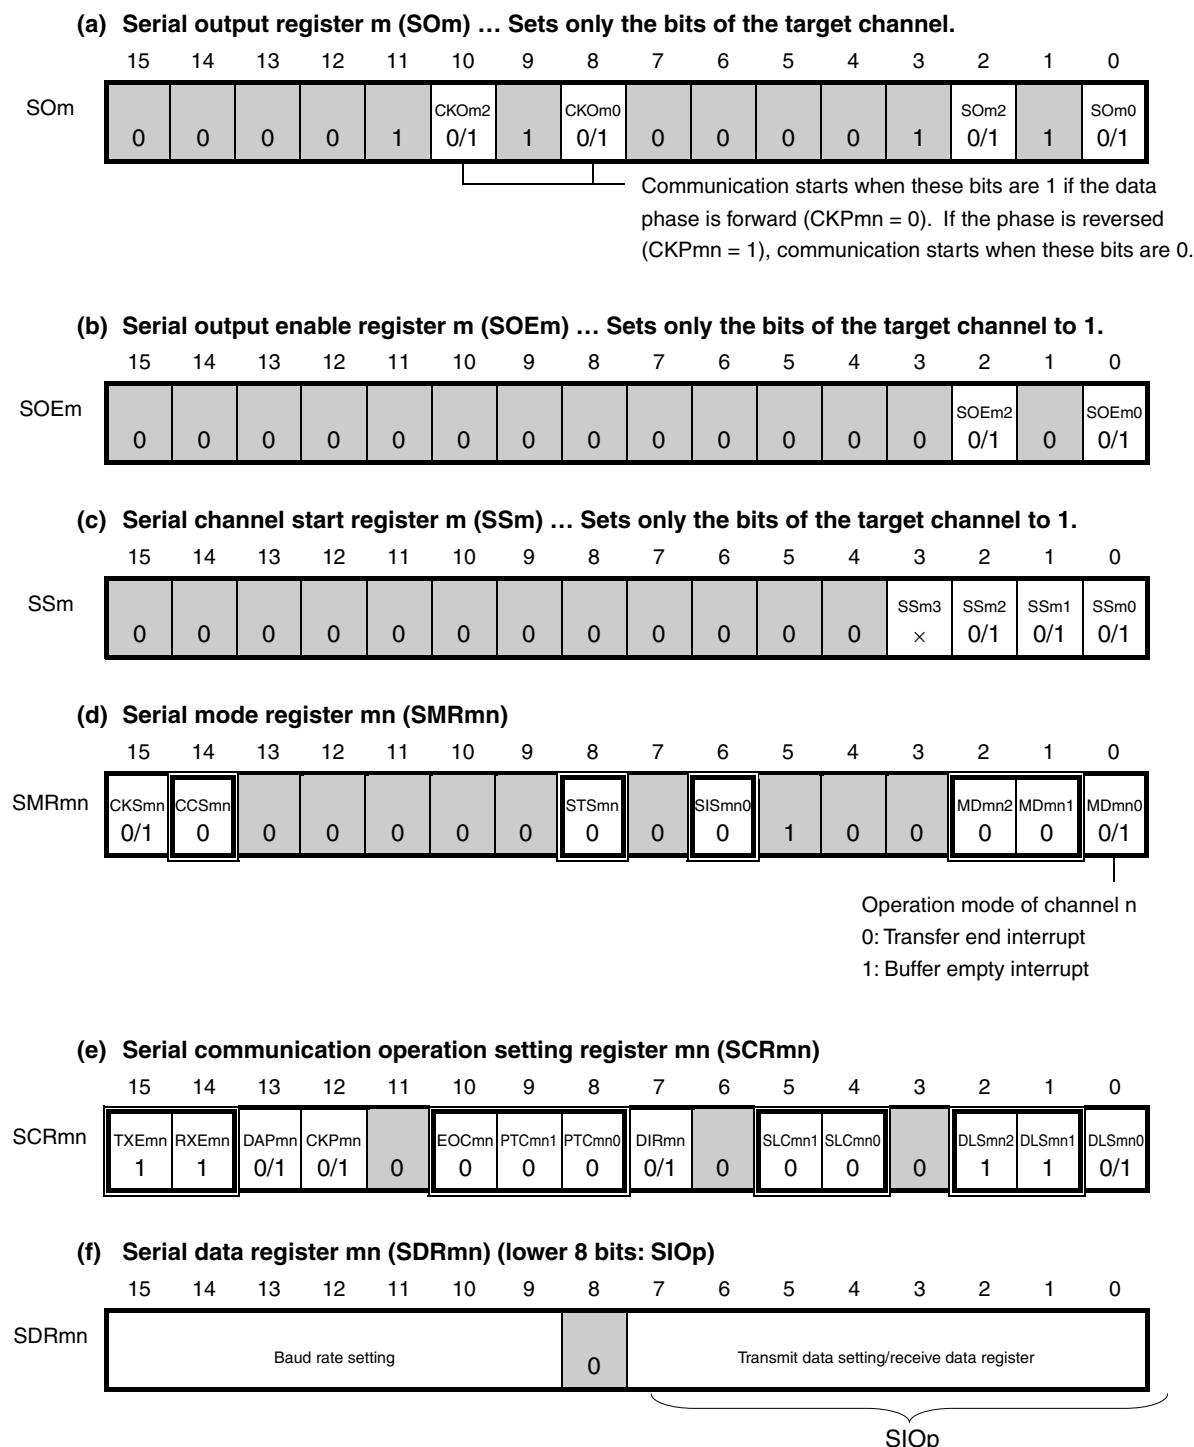 (a) Serial output register m (SOm) … Sets only the bits of the target channel.
15 14 13 12 11 10 9 8 7 6 5 4 3 2 1 0
SOm
CKOm2 CKOm0 SOm2 SOm0
0 0 0 0 1 0/1 1 0/1 0 0 0 0 1 0/1 1 0/1
Communication starts when these bits are 1 if the data
phase is forward (CKPmn = 0). If the phase is reversed
(CKPmn = 1), communication starts when these bits are 0.
(b) Serial output enable register m (SOEm) … Sets only the bits of the target channel to 1.
15 14 13 12 11 10 9 8 7 6 5 4 3 2 1 0
SOEm
SOEm2 SOEm0
0 0 0 0 0 0 0 0 0 0 0 0 0 0/1 0 0/1
(c) Serial channel start register m (SSm) … Sets only the bits of the target channel to 1.
15 14 13 12 11 10 9 8 7 6 5 4 3 2 1 0
SSm
SSm3 SSm2 SSm1 SSm0
0 0 0 0 0 0 0 0 0 0 0 0 × 0/1 0/1 0/1
(d) Serial mode register mn (SMRmn)
15 14 13 12 11 10 9 8 7 6 5 4 3 2 1 0
SMRmn
CKSmn CCSmn STSmn SISmn0 MDmn2 MDmn1 MDmn0
0/1 0 0 0 0 0 0 0 0 0 1 0 0 0 0 0/1
Operation mode of channel n
0: Transfer end interrupt
1: Buffer empty interrupt
(e) Serial communication operation setting register mn (SCRmn)
15 14 13 12 11 10 9 8 7 6 5 4 3 2 1 0
SCRmn
TXEmn RXEmn DAPmn CKPmn EOCmn PTCmn1 PTCmn0 DIRmn SLCmn1 SLCmn0 DLSmn2 DLSmn1 DLSmn0
1 1 0/1 0/1 0 0 0 0 0/1 0 0 0 0 1 1 0/1
(f) Serial data register mn (SDRmn) (lower 8 bits: SIOp)
15 14 13 12 11 10 9 8 7 6 5 4 3 2 1 0
SDRmn
Baud rate setting 0 Transmit data setting/receive data register
SIOp